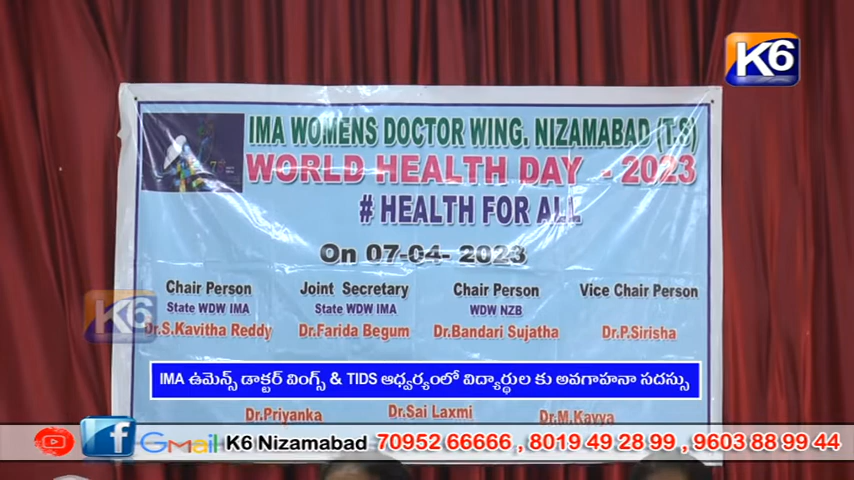 K6
IMA WOMENS DOCTOR WING. NIZAMABAD (T.S)
WORLD HEALTH DAY - 2023
# HEALTH FOR ALL
On 07-04- 2023
Chair Person Joint Secretary Chair Person Vice Chair Person
State WDW IMA State WDW IMA WDW NZB
K6
Dr.S.Kavitha Reddy Dr.Farida Begum Dr.Bandari Sujatha Dr.P.Sirisha
IMA ఉమెన్స్ డాక్టర్ వింగ్స్ & TIDS ఆధ్వర్యంలో విద్యార్థుల కు అవగాహనా సదస్సు
Dr.Priyanka Dr.Sai Laxmi Dr.M.Kavya
f Gmail K6 Nizamabad 70952 66666 , 8019 49 28 99 , 9603 88 99 44